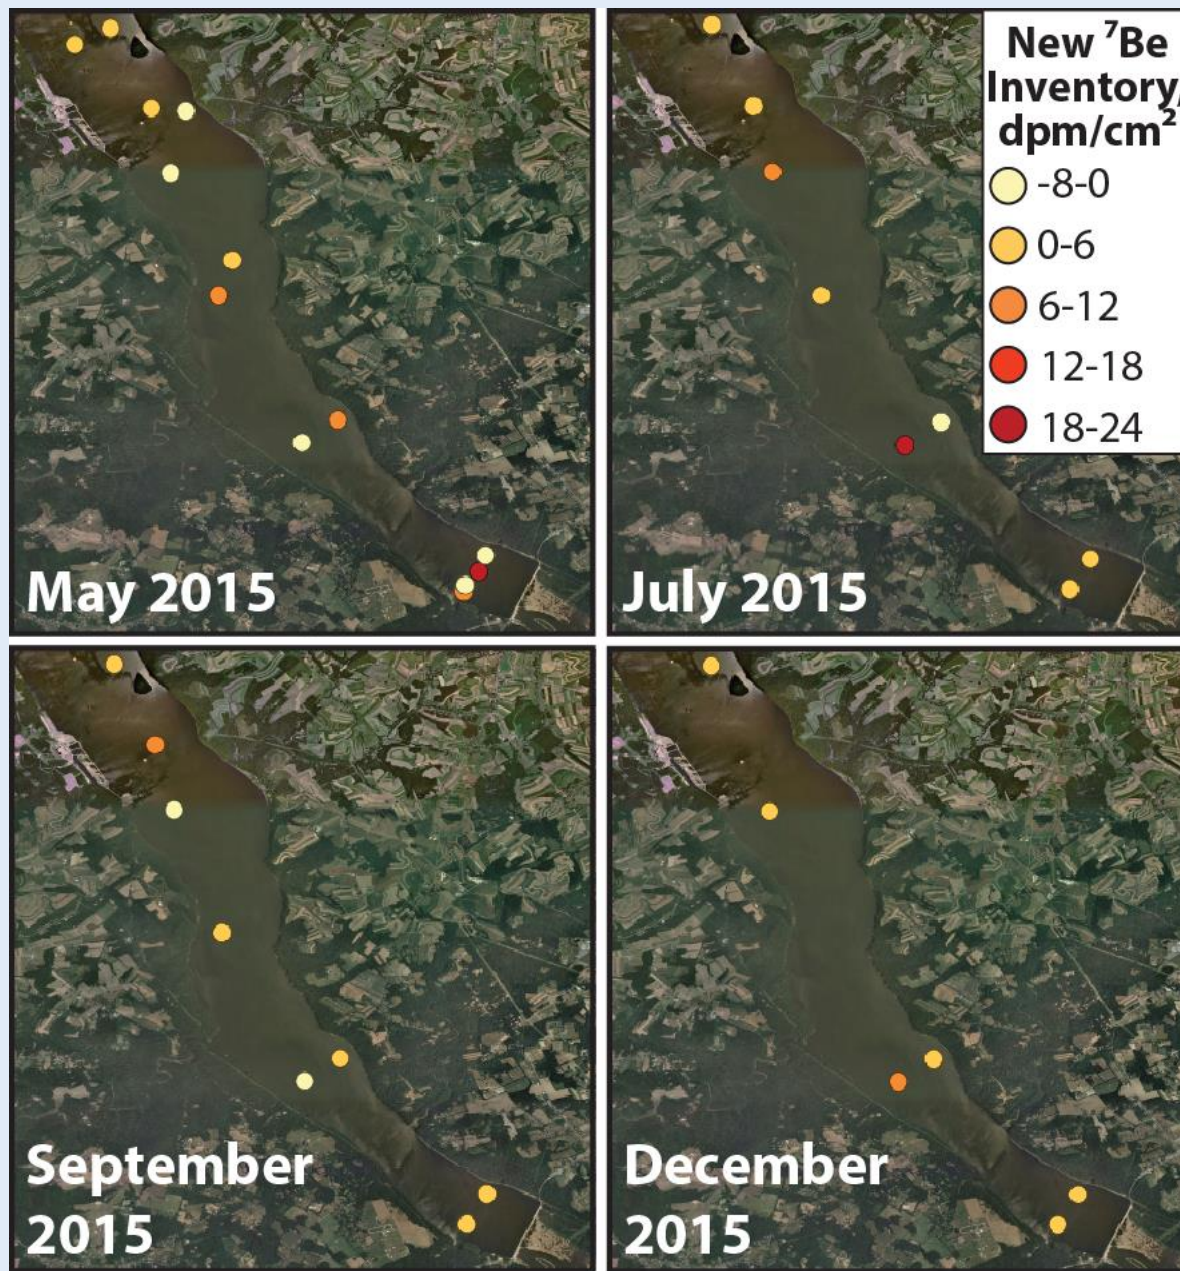 New ⁷Be
Inventory,
dpm/cm²
-8-0
0-6
6-12
12-18
18-24
May 2015
July 2015
September
2015
December
2015